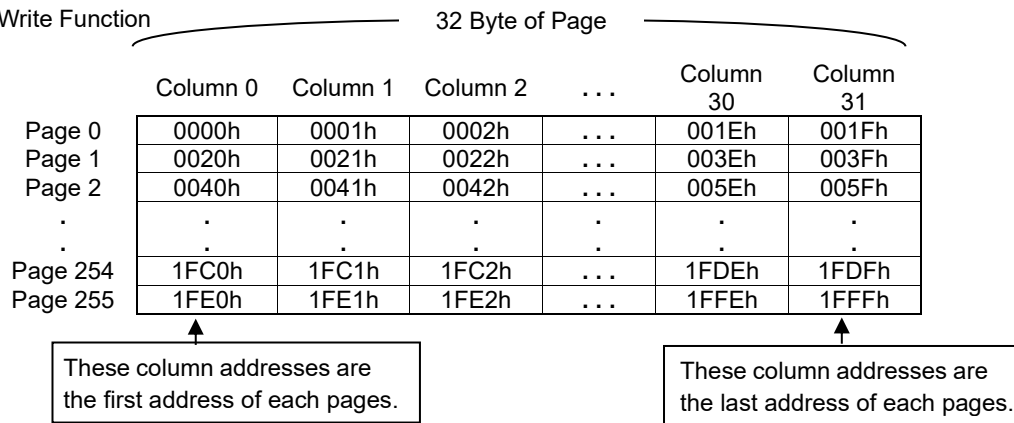 Write Function
32 Byte of Page
Column 0 Column 1 Column 2 . . . Column 30 Column 31
Page 0 0000h 0001h 0002h . . . 001Eh 001Fh
Page 1 0020h 0021h 0022h . . . 003Eh 003Fh
Page 2 0040h 0041h 0042h . . . 005Eh 005Fh
. . . . . . .
. . . . . . .
Page 254 1FC0h 1FC1h 1FC2h . . . 1FDEh 1FDFh
Page 255 1FE0h 1FE1h 1FE2h . . . 1FFEh 1FFFh
These column addresses are
the first address of each pages.
These column addresses are
the last address of each pages.